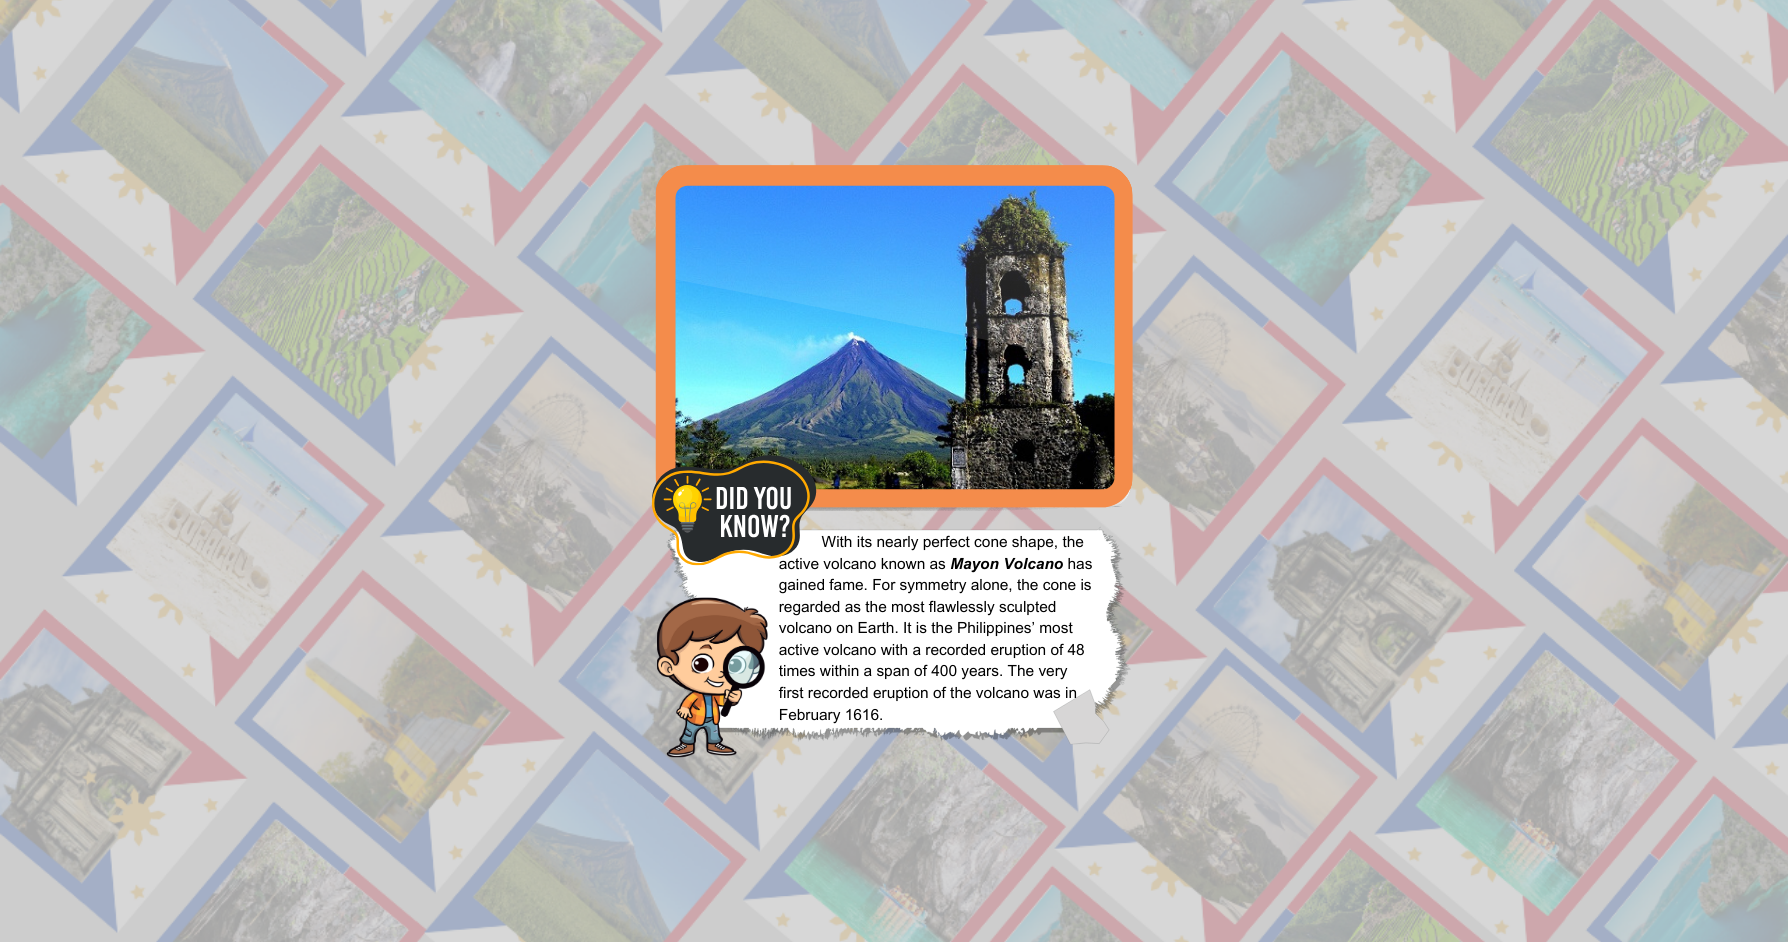 DID YOU
KNOW?
With its nearly perfect cone shape, the
active volcano known as Mayon Volcano has
gained fame. For symmetry alone, the cone is
regarded as the most flawlessly sculpted
volcano on Earth. It is the Philippines’ most
active volcano with a recorded eruption of 48
times within a span of 400 years. The very
first recorded eruption of the volcano was in
February 1616.
BORACAY
BORACAY